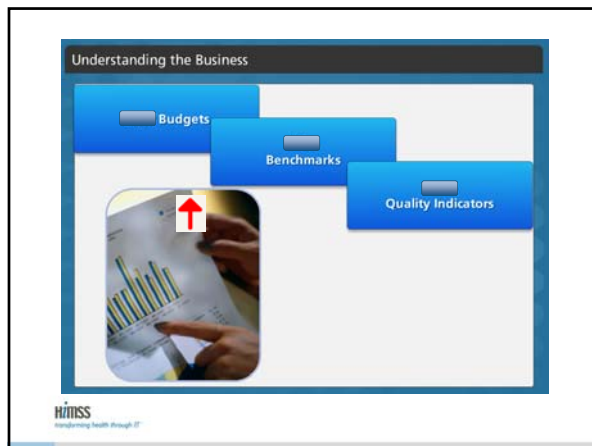 Understanding the Business
Budgets
Benchmarks
Quality Indicators
HIMSS
transforming health through IT